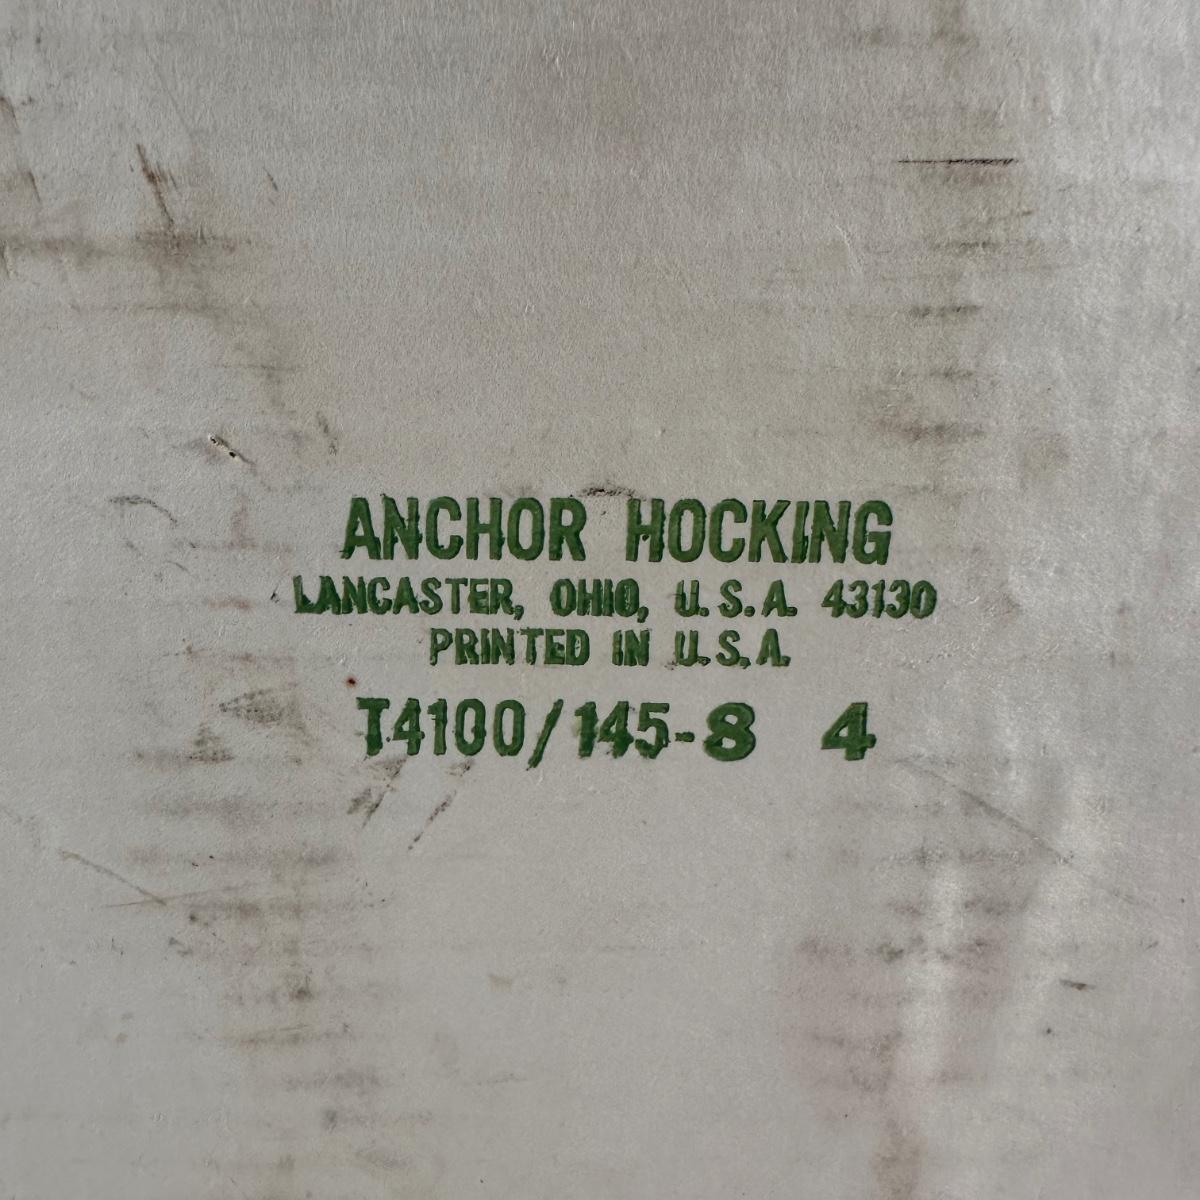 ANCHOR HOCKING
LANCASTER, OHIO, U.S.A. 43130
PRINTED IN U.S.A.
T4100/145-8 4